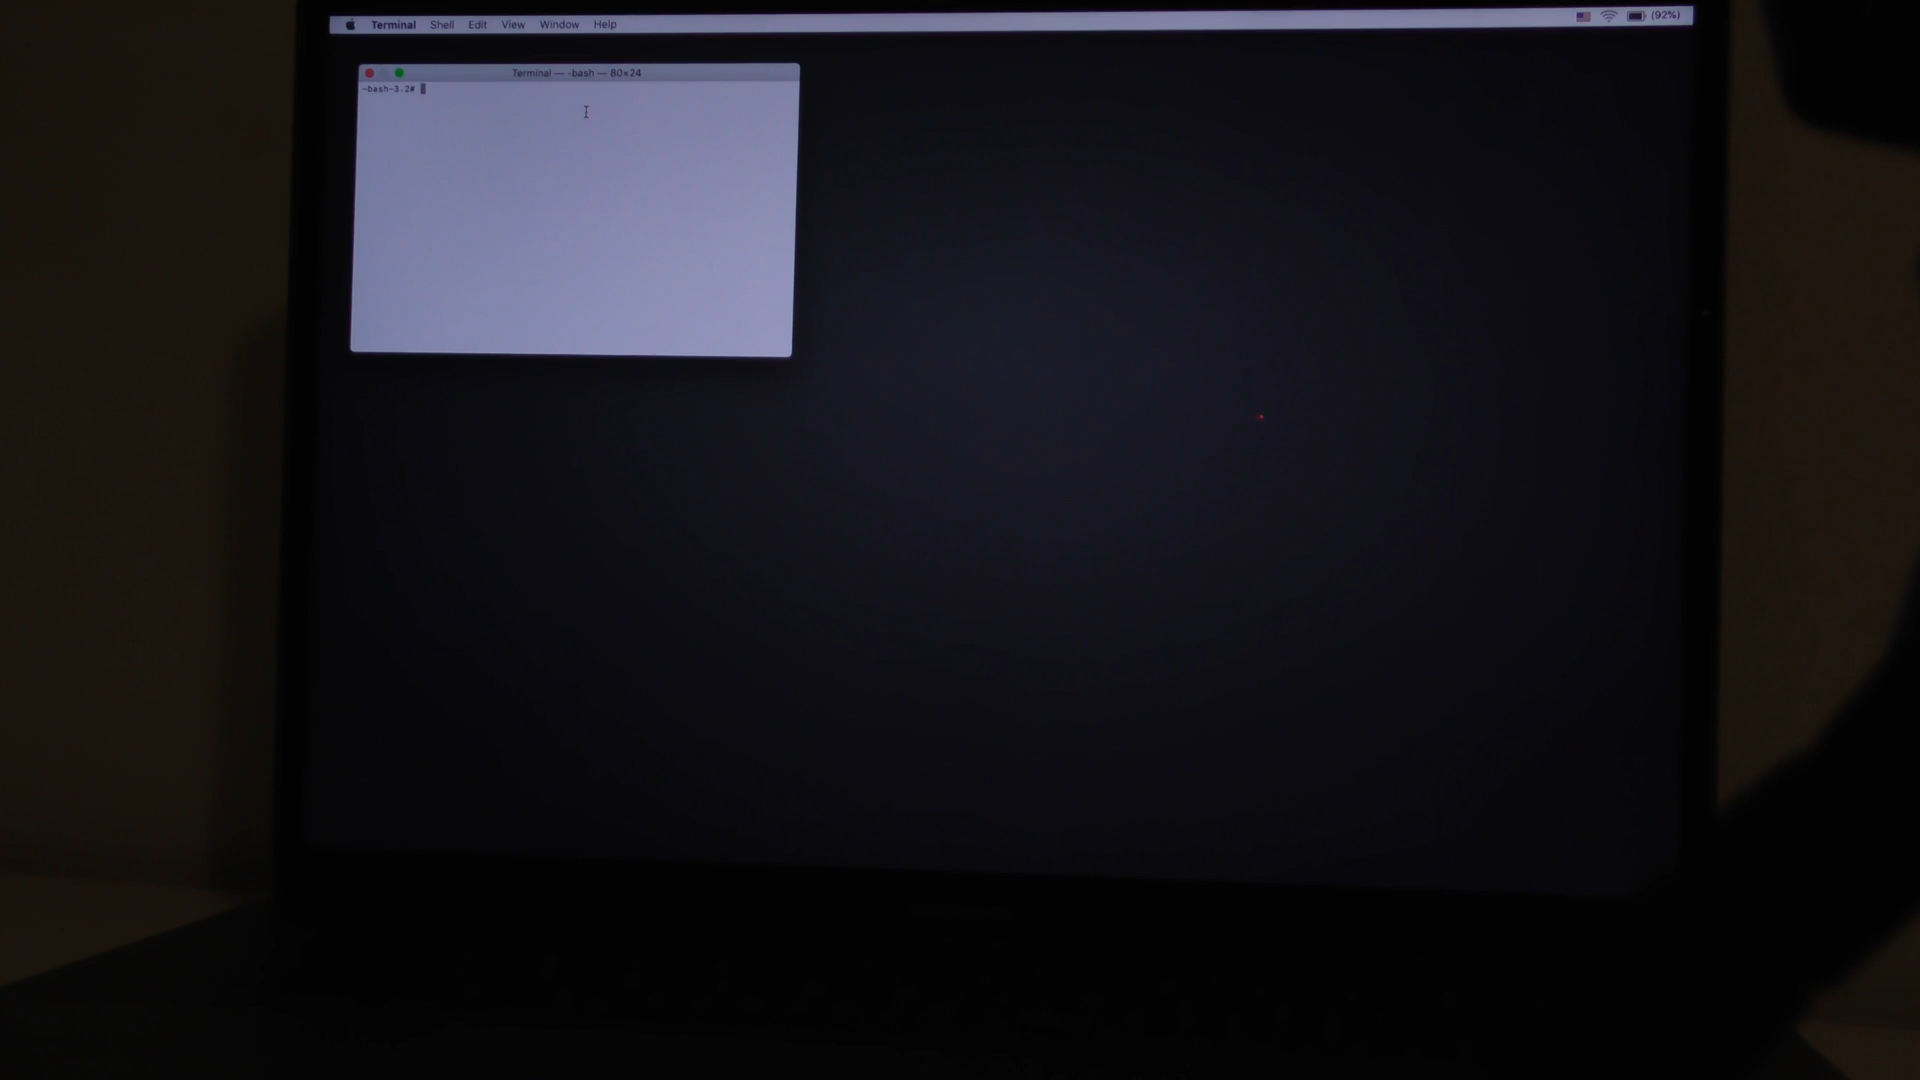 Terminal Shell Edit View Window Help (92%)
Terminal — -bash — 80×24
-bash-3.2#